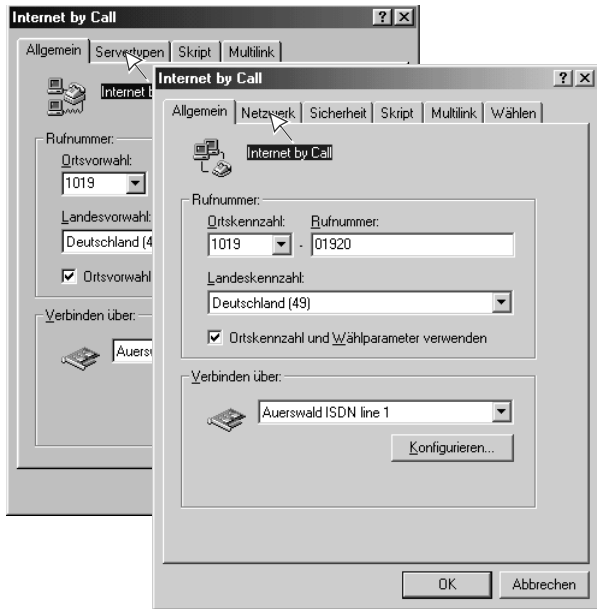 Internet by Call
Allgemein Servertypen Skript Multilink
Internet b
Rufnummer:
Ortsvorwahl:
1019
Landesvorwahl:
Deutschland (4
Ortsvorwahl
Verbinden über:
Auersw
Internet by Call
Allgemein Netzwerk Sicherheit Skript Multilink Wählen
Internet by Call
Rufnummer:
Ortskennzahl: Rufnummer:
1019 - 01920
Landeskennzahl:
Deutschland (49)
Ortskennzahl und Wählparameter verwenden
Verbinden über:
Auerswald ISDN line 1
Konfigurieren...
OK Abbrechen